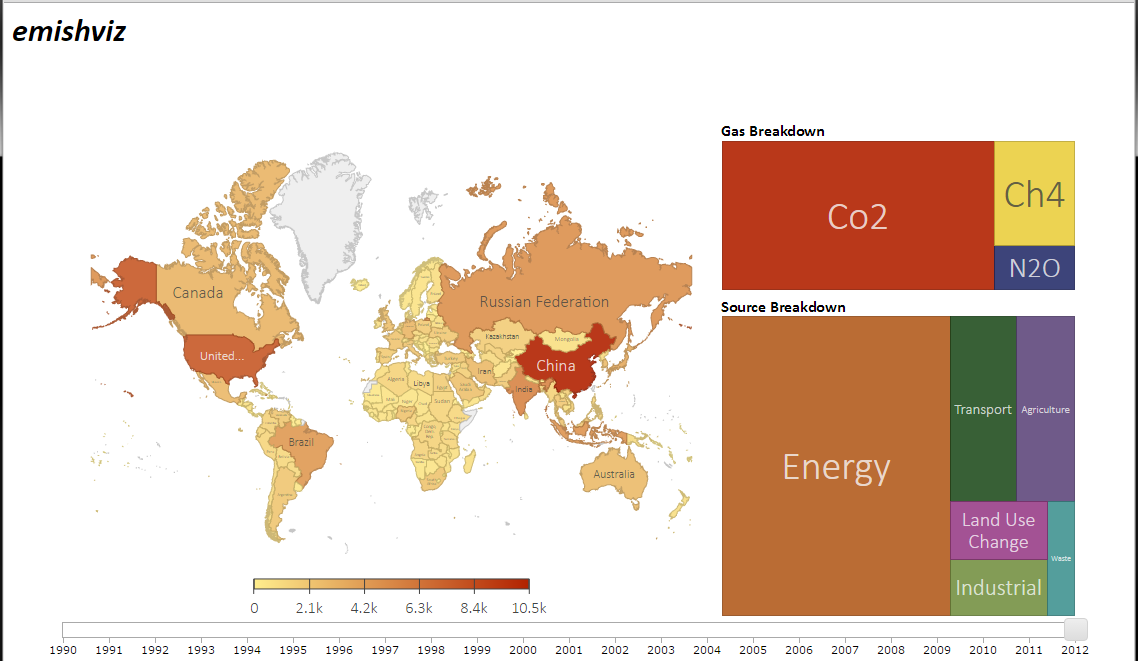 emishviz
Gas Breakdown
Co2
Ch4
N2O
Source Breakdown
Energy
Transport
Agriculture
Land Use
Change
Industrial
Waste
Canada
United...
Russian Federation
Kazakhstan
Mongolia
China
Iran
India
Algeria
Libya
Egypt
Sudan
Brazil
Australia
0 2.1k 4.2k 6.3k 8.4k 10.5k
1990 1991 1992 1993 1994 1995 1996 1997 1998 1999 2000 2001 2002 2003 2004 2005 2006 2007 2008 2009 2010 2011 2012